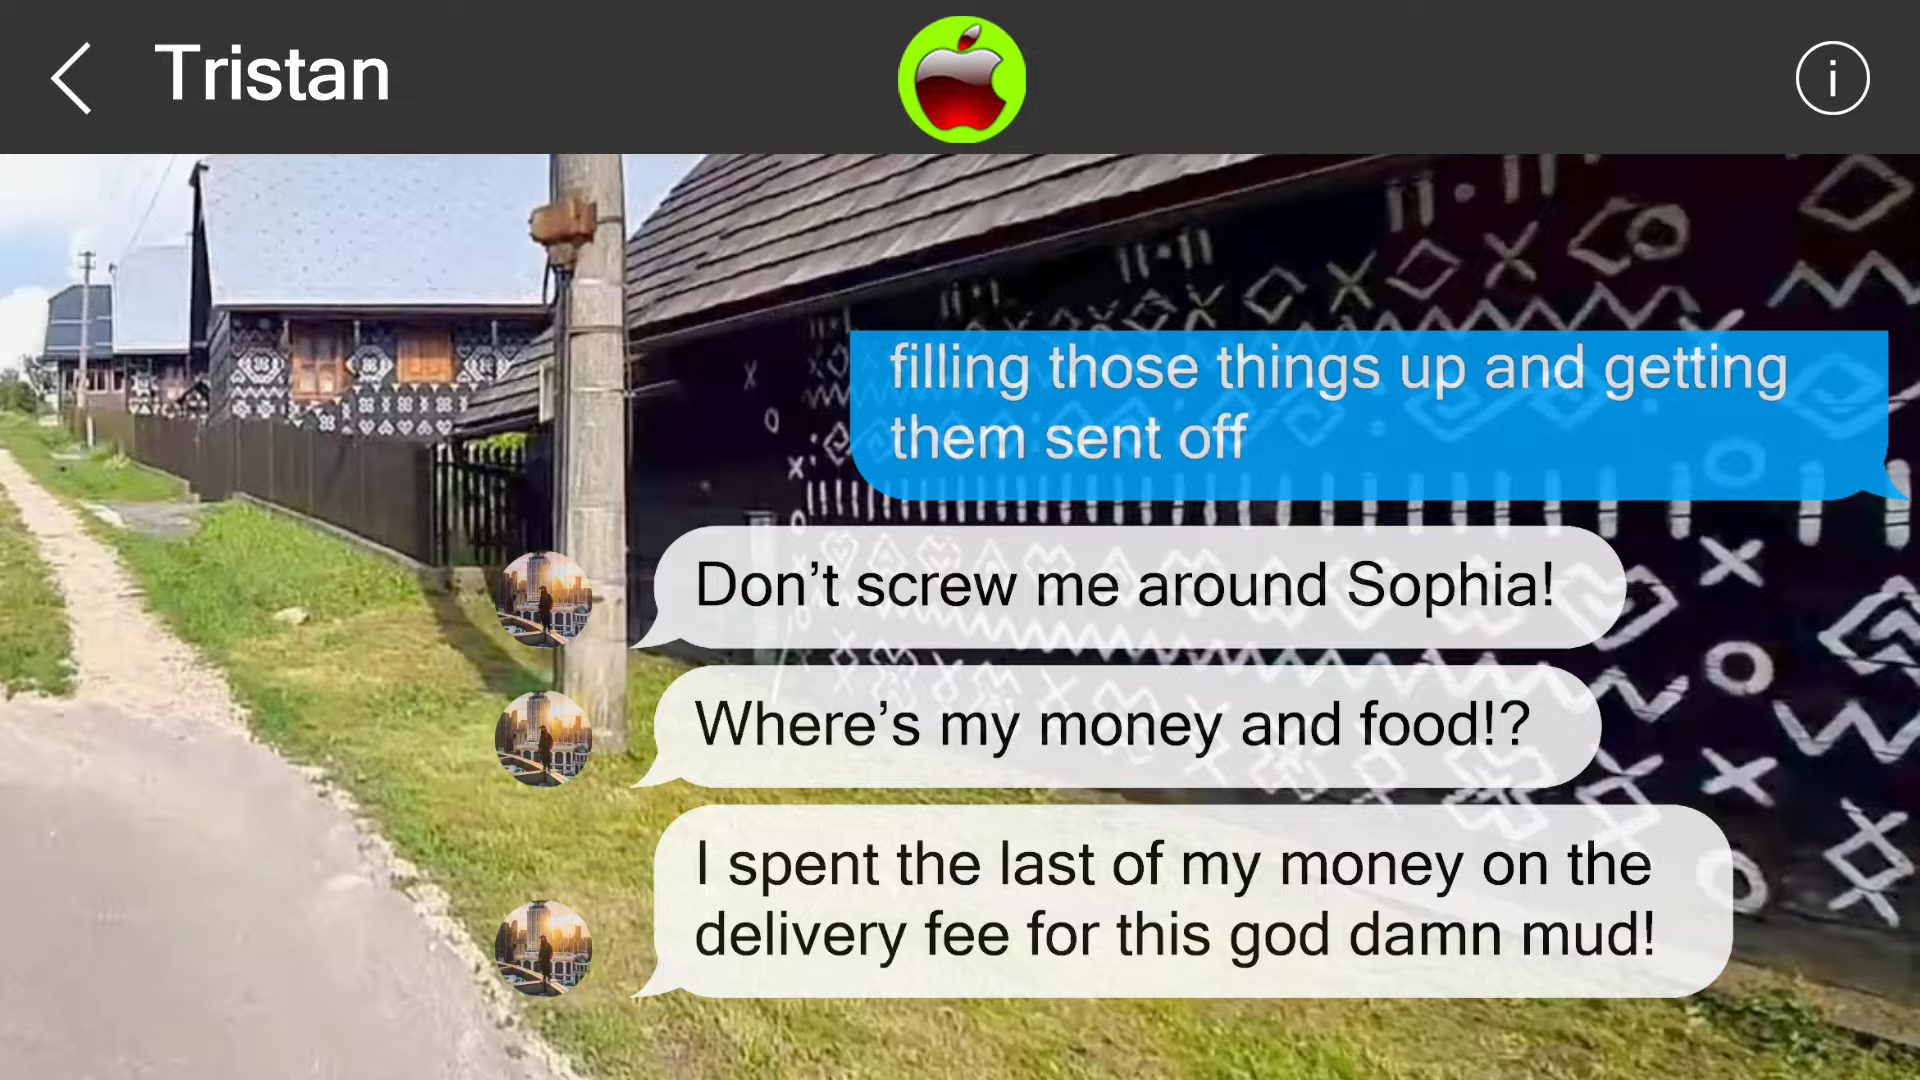 Tristan
filling those things up and getting
them sent off
Don’t screw me around Sophia!
Where’s my money and food!?
I spent the last of my money on the
delivery fee for this god damn mud!